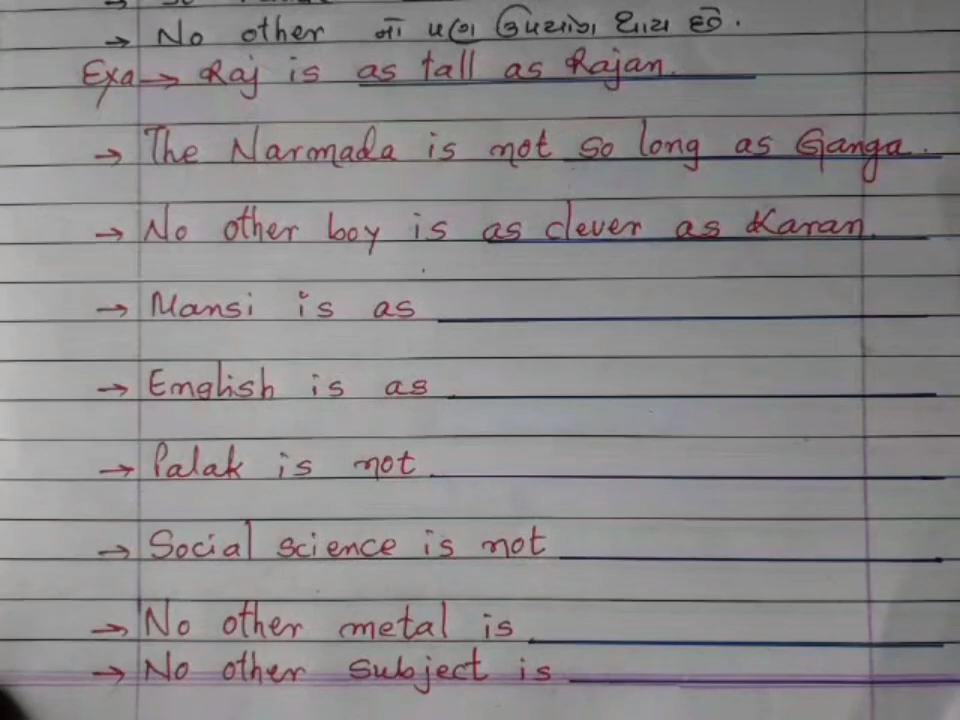 → No other નો પણ ઉપયોગ થાય છે.
Exa → Raj is as tall as Rajan.
→ The Narmada is not so long as Ganga.
→ No other boy is as clever as Karan.
→ Mansi is as
→ English is as
→ Palak is not
→ Social science is not
→ No other metal is
→ No other subject is